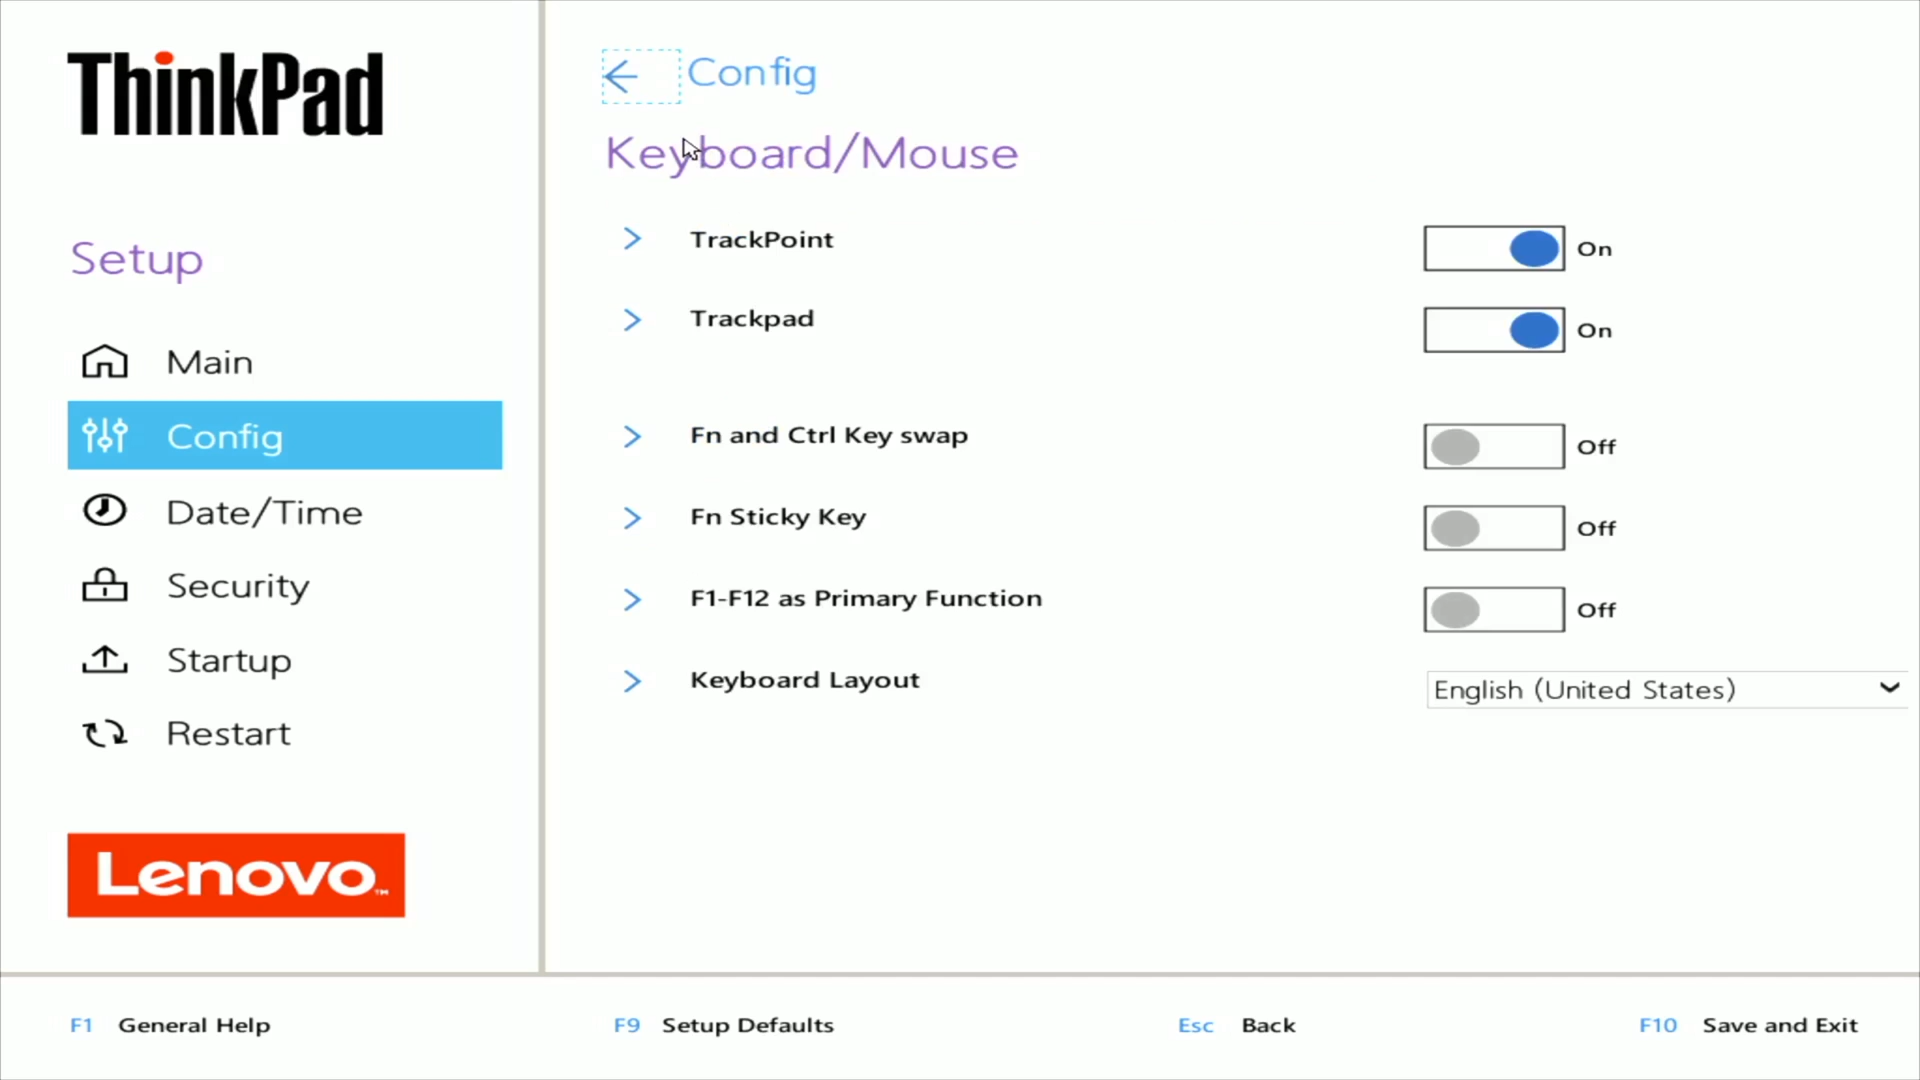 ThinkPad
Setup
Main
Config
Date/Time
Security
Startup
Restart
Lenovo™
Config
Keyboard/Mouse
TrackPoint On
Trackpad On
Fn and Ctrl Key swap Off
Fn Sticky Key Off
F1-F12 as Primary Function Off
Keyboard Layout English (United States)
F1 General Help F9 Setup Defaults Esc Back F10 Save and Exit